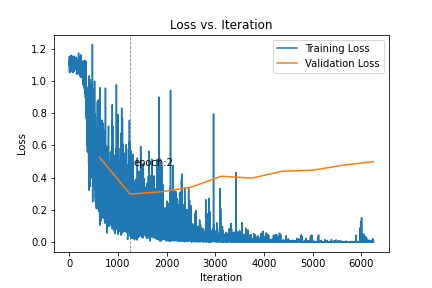 Loss vs. Iteration
Training Loss
Validation Loss
epoch:2
Loss
1.2
1.0
0.8
0.6
0.4
0.2
0.0
0
1000
2000
3000
4000
5000
6000
Iteration